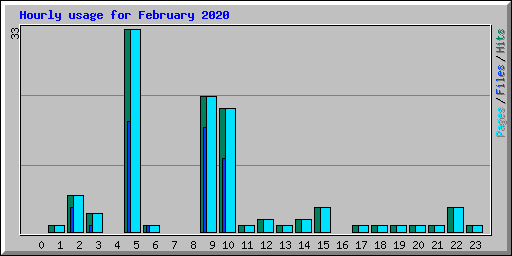 Hourly usage for February 2020
33
Pages/Files/Hits
0 1 2 3 4 5 6 7 8 9 10 11 12 13 14 15 16 17 18 19 20 21 22 23